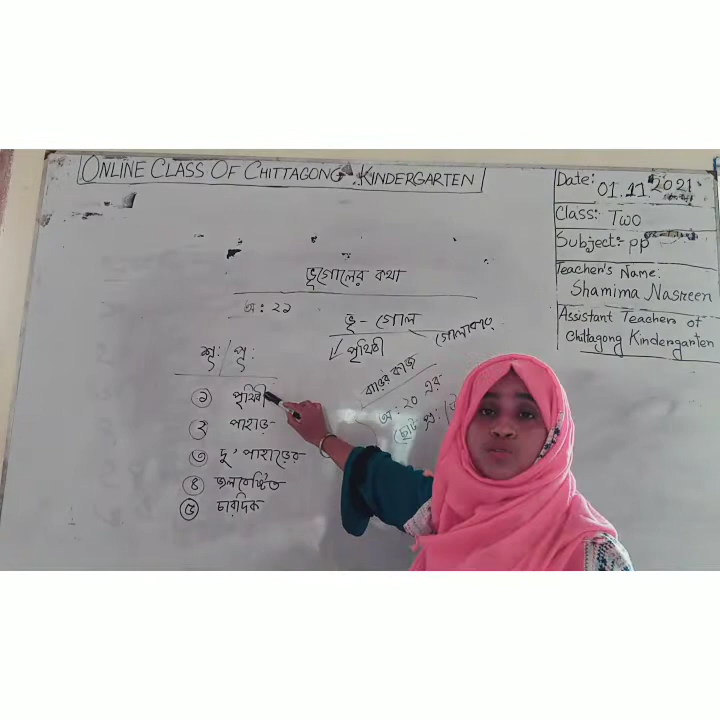 ONLINE CLASS OF CHITTAGONG KINDERGARTEN
Date: 01.11.2021
Class: Two
Subject:- pp
Teacher's Name:
Shamima Nasreen
Assistant Teacher of
Chittagong Kindergarten
ভূগোলের কথা
অ: ২১
ভূ - গোল
পৃথিবী
গোলাকার
শূ: / পূ:
১ পৃথিবী
২ পাহাড়
৩ দু' পাহাড়ের
৪ জলবেষ্টিত
৫ চারদিক
বাড়ির কাজ
অ: ২০ এর
ছোট প্র: